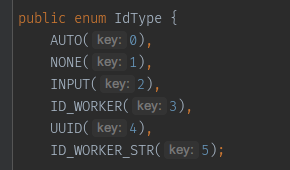 public enum IdType {
AUTO( key: 0),
NONE( key: 1),
INPUT( key: 2),
ID_WORKER( key: 3),
UUID( key: 4),
ID_WORKER_STR( key: 5);